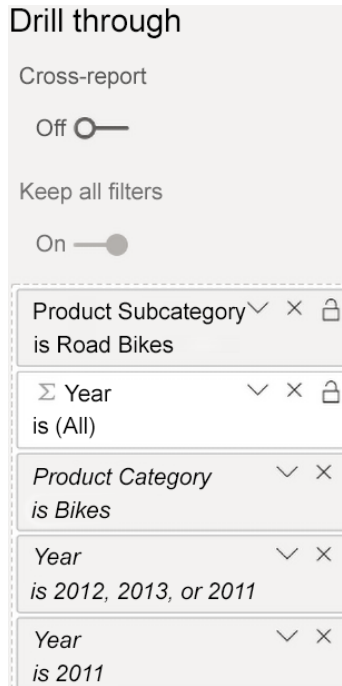 Drill through
Cross-report
Off
Keep all filters
On
Product Subcategory
is Road Bikes
Σ Year
is (All)
Product Category
is Bikes
Year
is 2012, 2013, or 2011
Year
is 2011